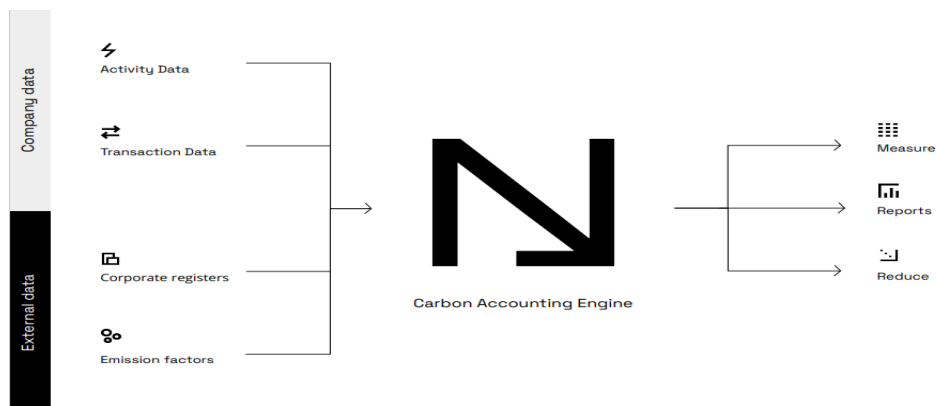 Company data
Activity Data
Transaction Data
External data
Corporate registers
Emission factors
Carbon Accounting Engine
Measure
Reports
Reduce